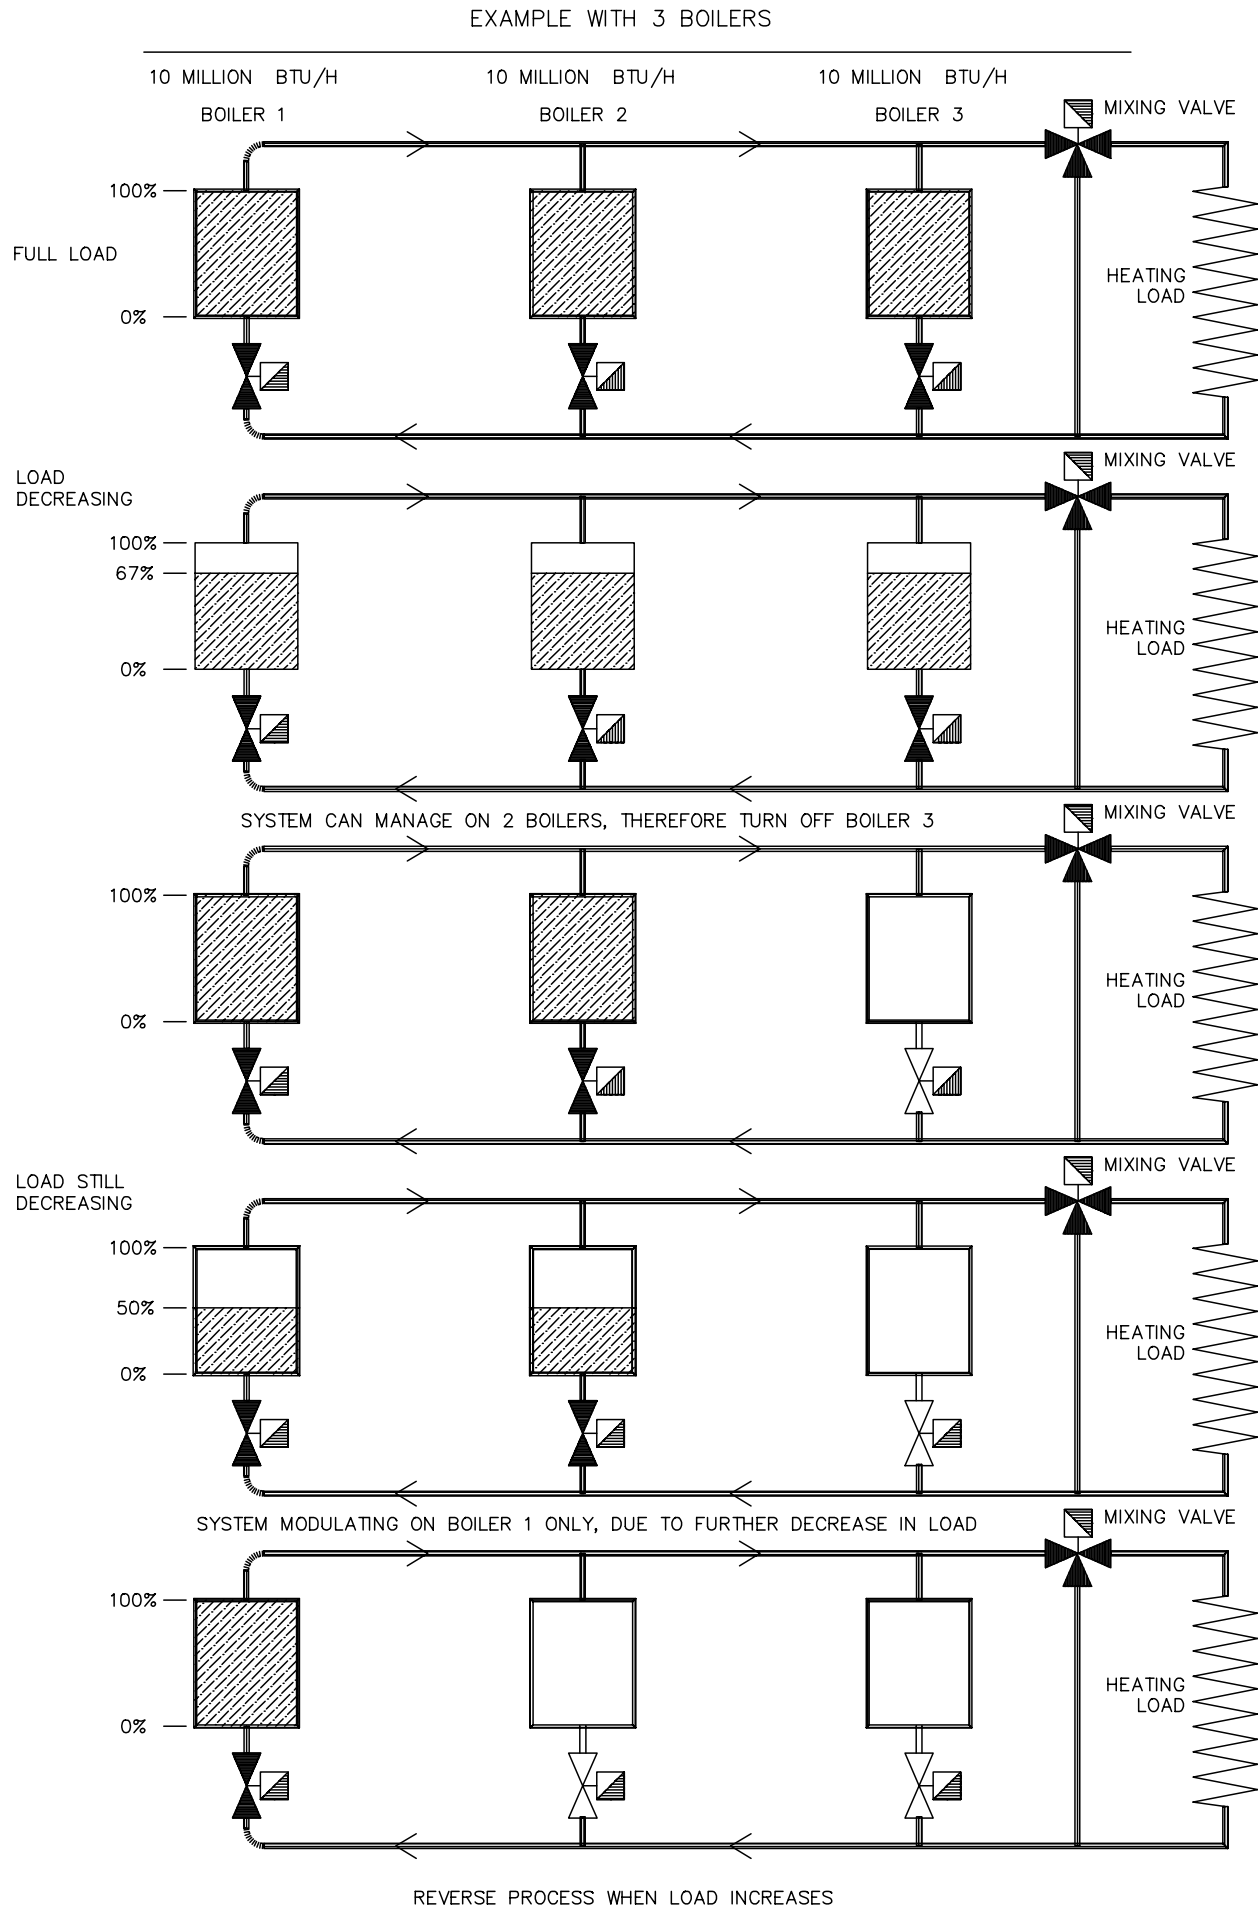 EXAMPLE WITH 3 BOILERS
10 MILLION BTU/H
10 MILLION BTU/H
10 MILLION BTU/H
BOILER 1
BOILER 2
BOILER 3
MIXING VALVE
100%
FULL LOAD
HEATING
LOAD
0%
MIXING VALVE
LOAD
DECREASING
100%
67%
HEATING
LOAD
0%
MIXING VALVE
SYSTEM CAN MANAGE ON 2 BOILERS, THEREFORE TURN OFF BOILER 3
100%
HEATING
LOAD
0%
MIXING VALVE
LOAD STILL
DECREASING
100%
50%
HEATING
LOAD
0%
MIXING VALVE
SYSTEM MODULATING ON BOILER 1 ONLY, DUE TO FURTHER DECREASE IN LOAD
100%
HEATING
LOAD
0%
REVERSE PROCESS WHEN LOAD INCREASES